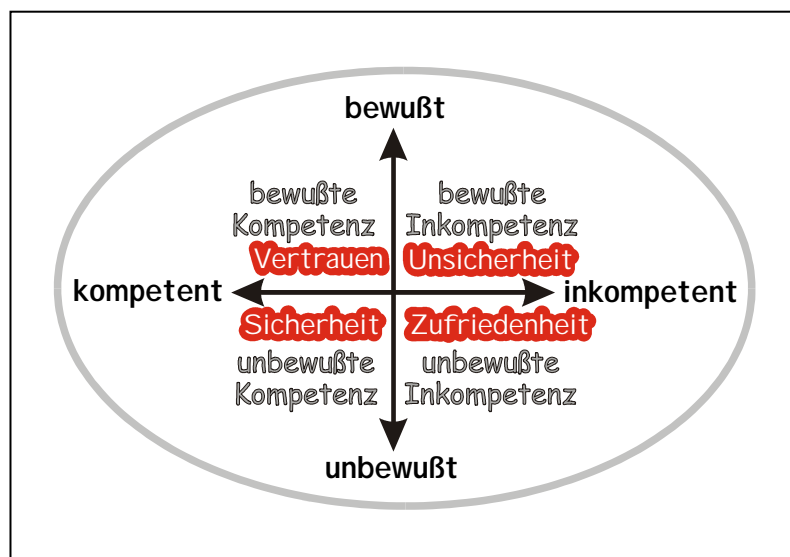 bewußt
bewußte
Kompetenz
Vertrauen
bewußte
Inkompetenz
Unsicherheit
kompetent
inkompetent
Sicherheit
unbewußte
Kompetenz
Zufriedenheit
unbewußte
Inkompetenz
unbewußt